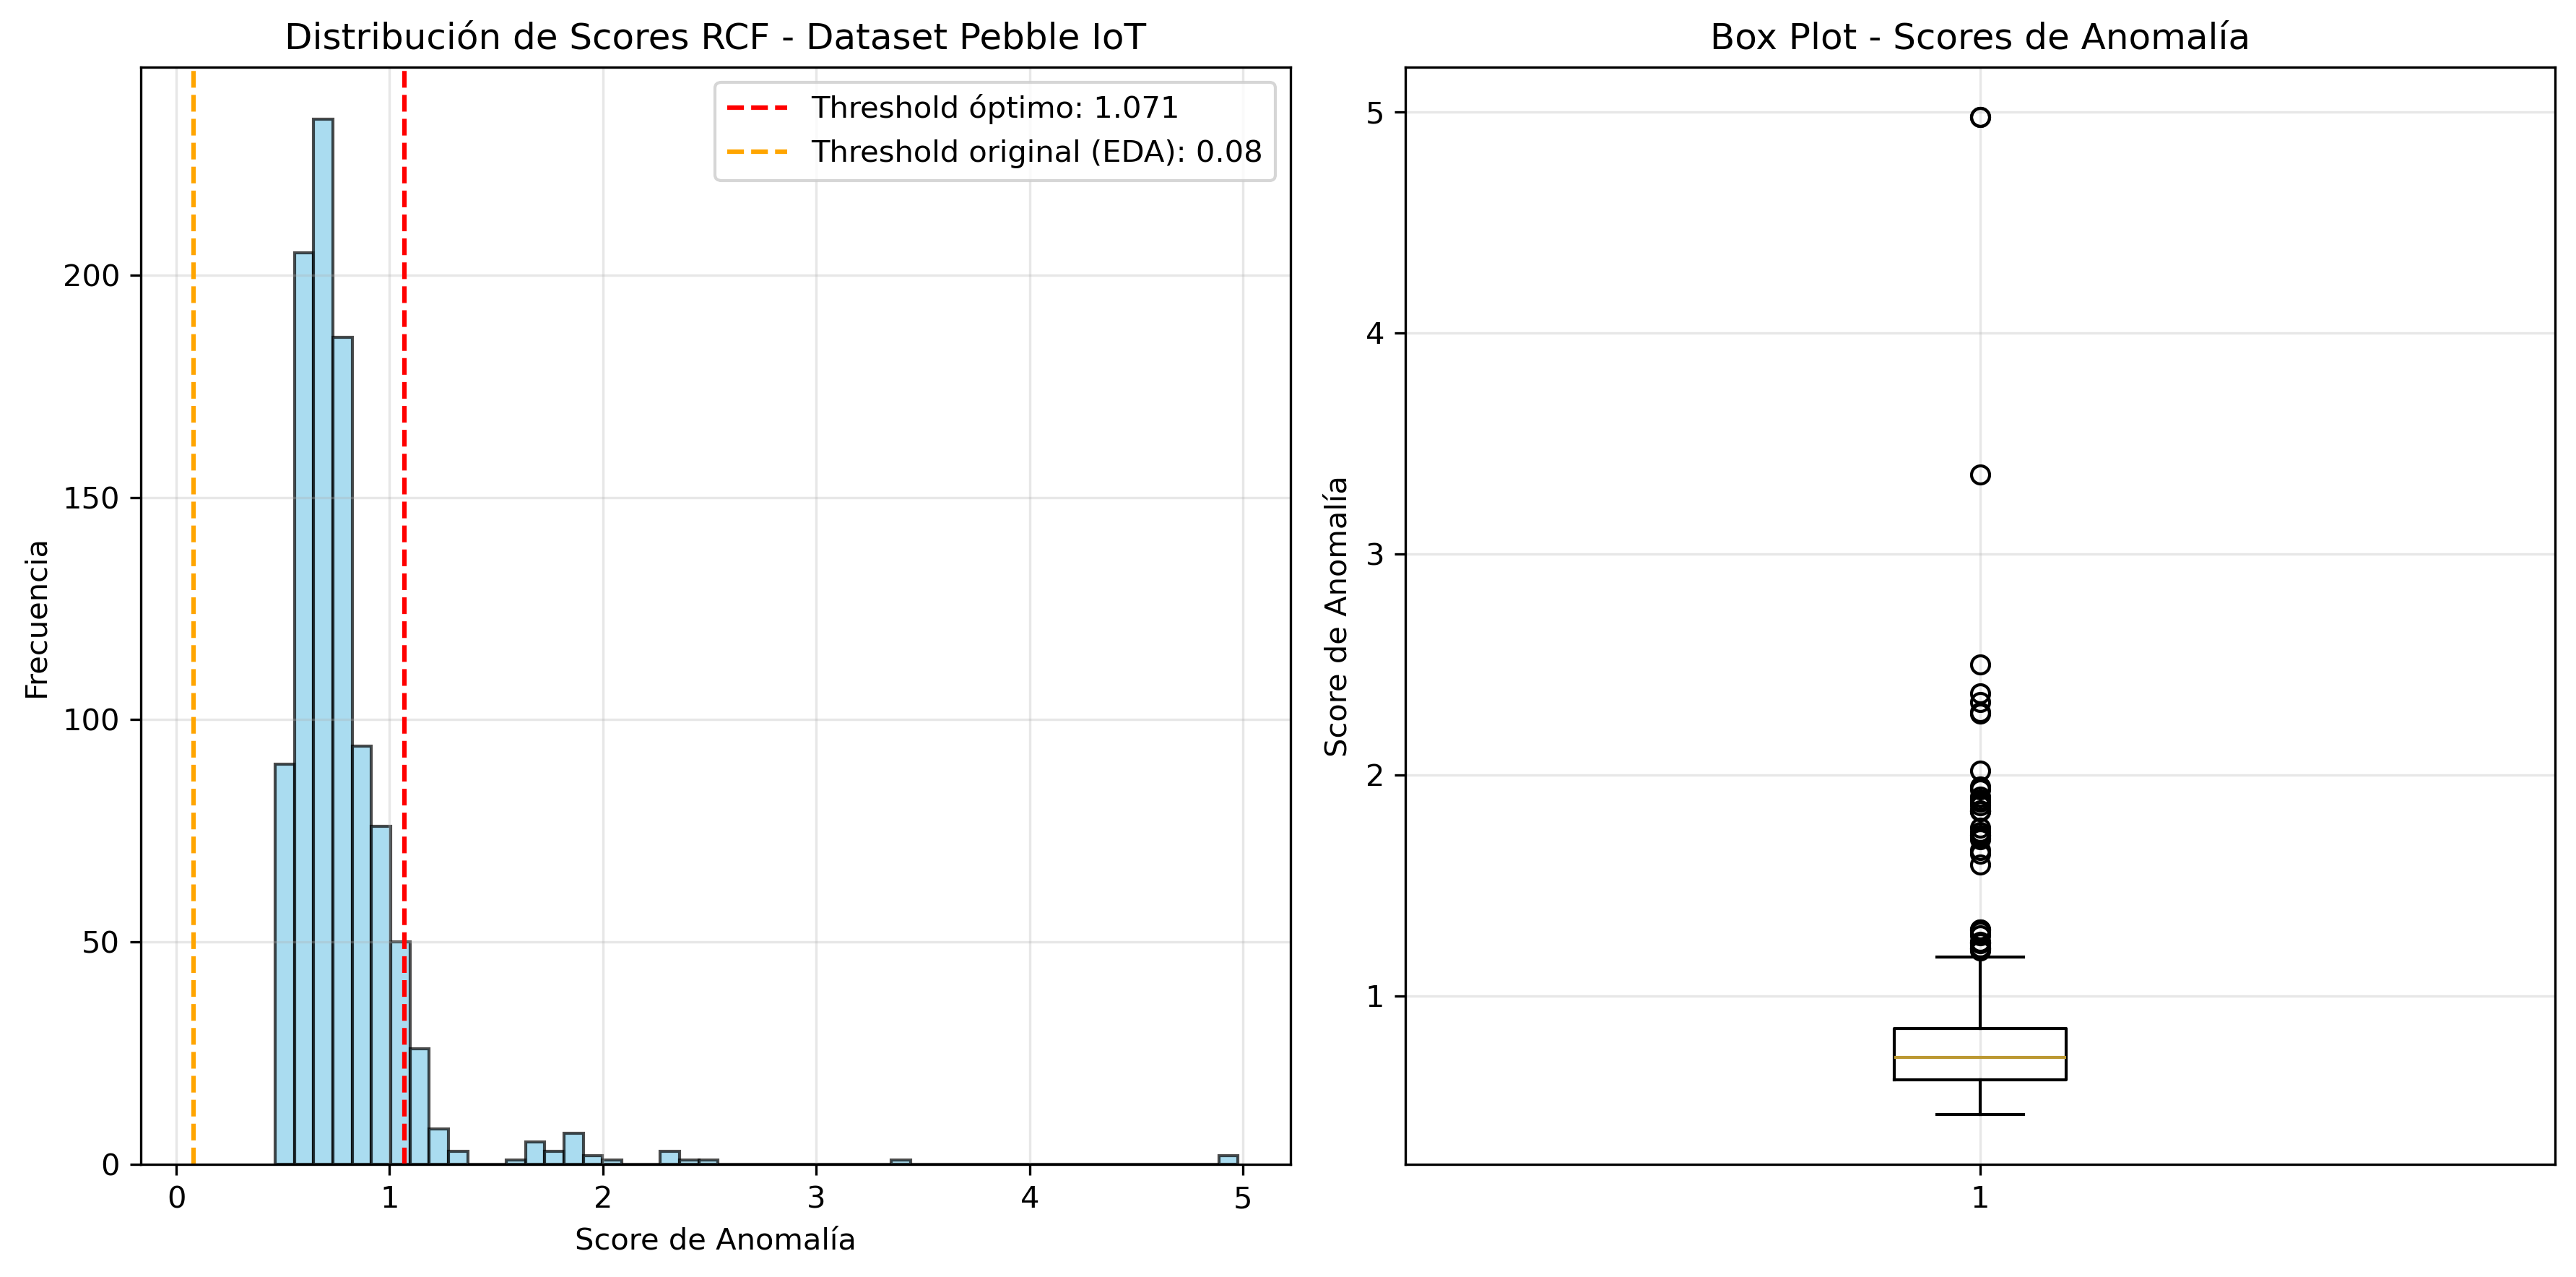 Distribución de Scores RCF - Dataset Pebble IoT
Threshold óptimo: 1.071
Threshold original (EDA): 0.08
Frecuencia
200
150
100
50
0
0 1 2 3 4 5
Score de Anomalía
Box Plot - Scores de Anomalía
Score de Anomalía
5
4
3
2
1
1